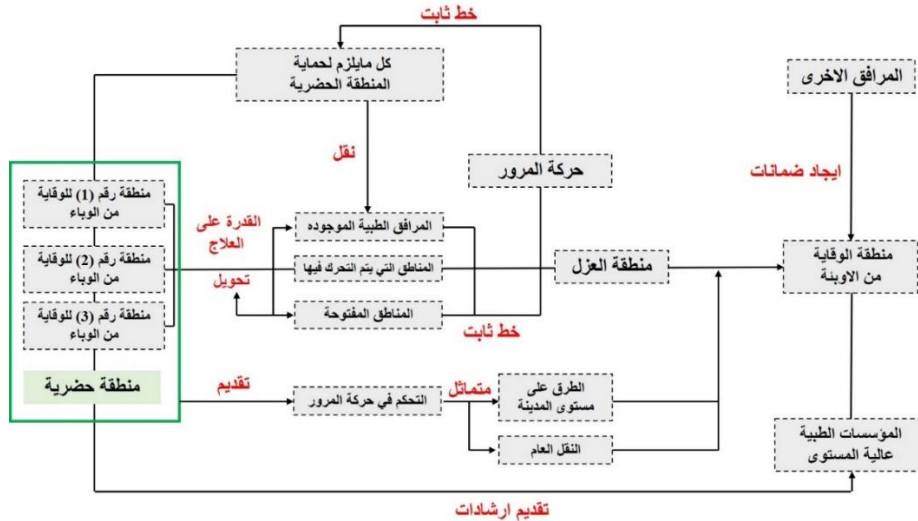 خط ثابت
كل مايلزم لحماية
المنطقة الحضرية
المرافق الاخرى
نقل
حركة المرور
ايجاد ضمانات
منطقة رقم (1) للوقاية
من الوباء
القدرة على
العلاج
المرافق الطبية الموجوده
منطقة رقم (2) للوقاية
من الوباء
المناطق التي يتم التحرك فيها
منطقة العزل
منطقة الوقاية
من الاوبئة
تحويل
منطقة رقم (3) للوقاية
من الوباء
المناطق المفتوحة
خط ثابت
منطقة حضرية
تقديم
التحكم في حركة المرور
متماثل
الطرق على
مستوى المدينة
النقل العام
المؤسسات الطبية
عالية المستوى
تقديم ارشادات